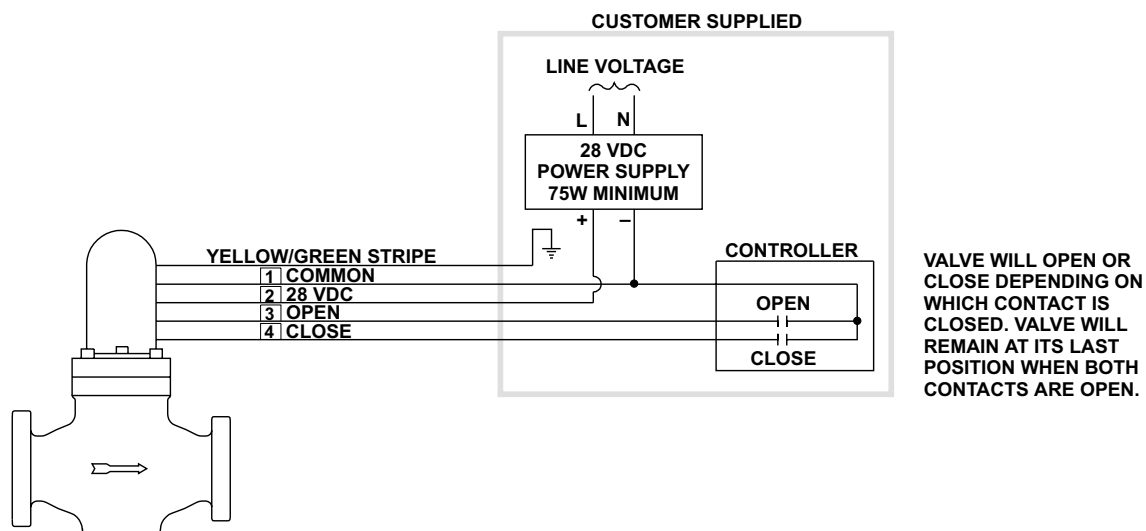 CUSTOMER SUPPLIED
LINE VOLTAGE
L N
28 VDC
POWER SUPPLY
75W MINIMUM
+ –
YELLOW/GREEN STRIPE
1 COMMON
2 28 VDC
3 OPEN
4 CLOSE
CONTROLLER
OPEN
CLOSE
VALVE WILL OPEN OR
CLOSE DEPENDING ON
WHICH CONTACT IS
CLOSED. VALVE WILL
REMAIN AT ITS LAST
POSITION WHEN BOTH
CONTACTS ARE OPEN.